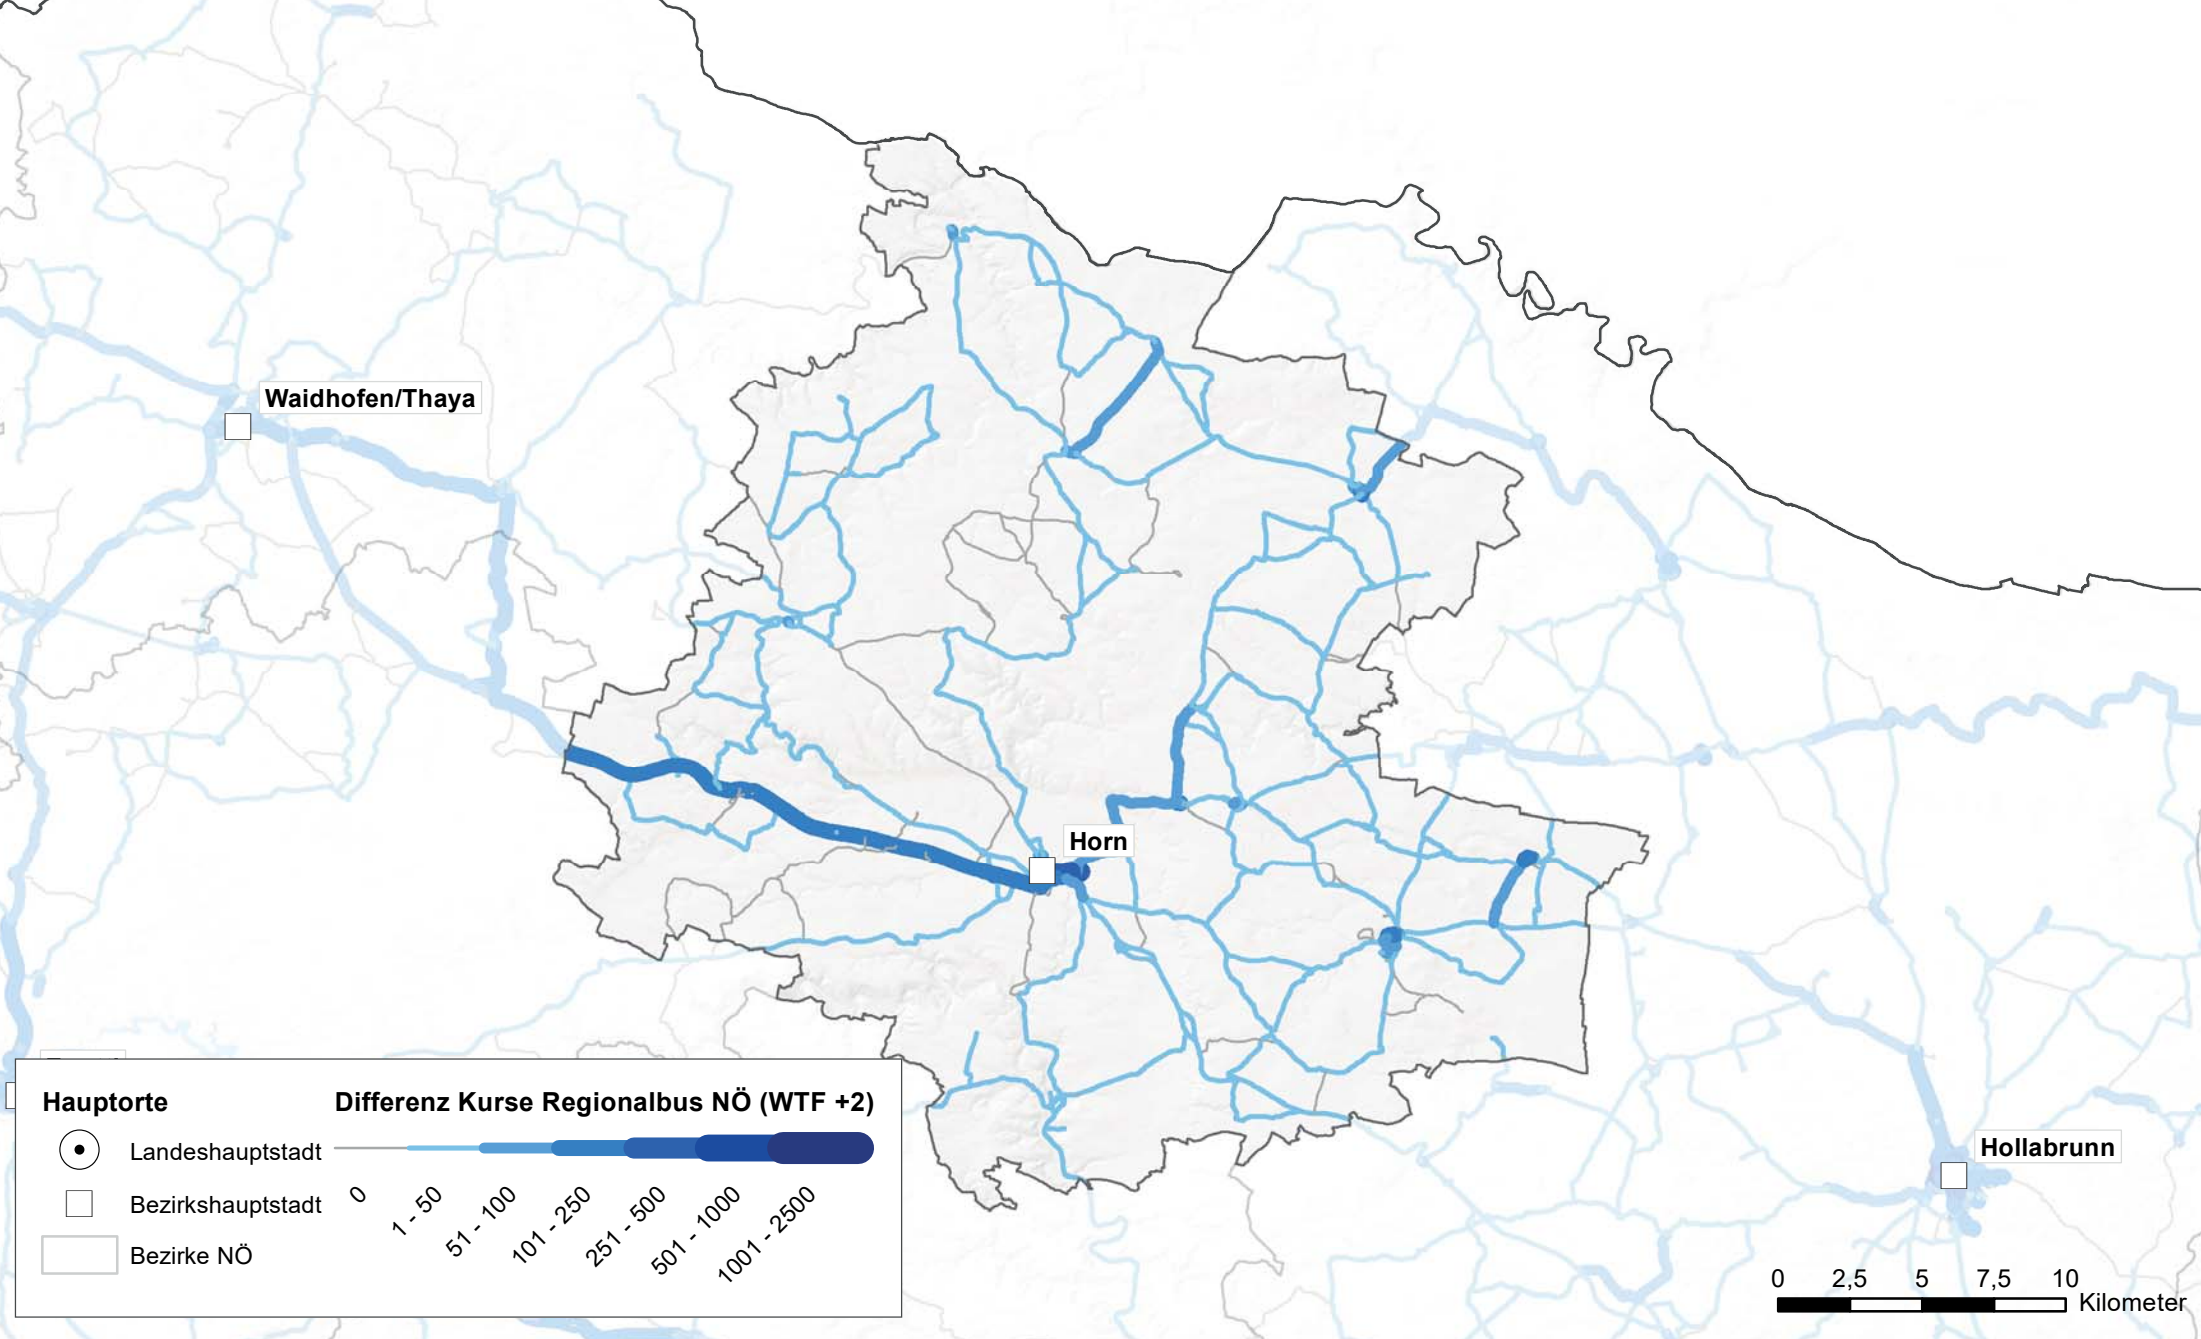 Waidhofen/Thaya
Horn
Hollabrunn
Hauptorte
Landeshauptstadt
Bezirkshauptstadt
Bezirke NÖ
Differenz Kurse Regionalbus NÖ (WTF +2)
0
1 - 50
51 - 100
101 - 250
251 - 500
501 - 1000
1001 - 2500
0 2,5 5 7,5 10
Kilometer